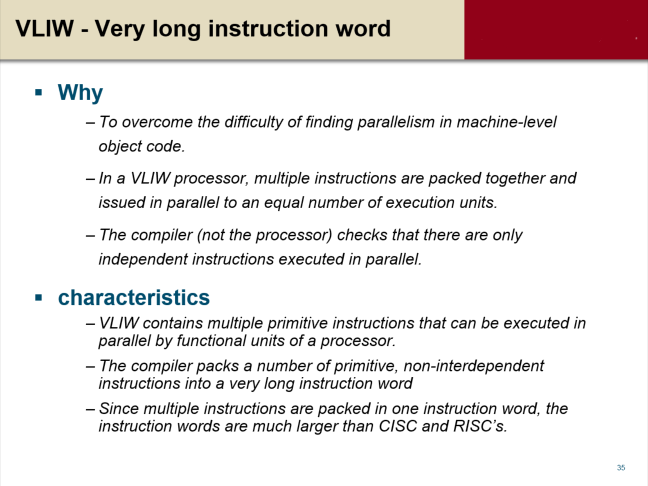 VLIW - Very long instruction word
▪ Why
– To overcome the difficulty of finding parallelism in machine-level
object code.
– In a VLIW processor, multiple instructions are packed together and
issued in parallel to an equal number of execution units.
– The compiler (not the processor) checks that there are only
independent instructions executed in parallel.
▪ characteristics
– VLIW contains multiple primitive instructions that can be executed in
parallel by functional units of a processor.
– The compiler packs a number of primitive, non-interdependent
instructions into a very long instruction word
– Since multiple instructions are packed in one instruction word, the
instruction words are much larger than CISC and RISC’s.
35